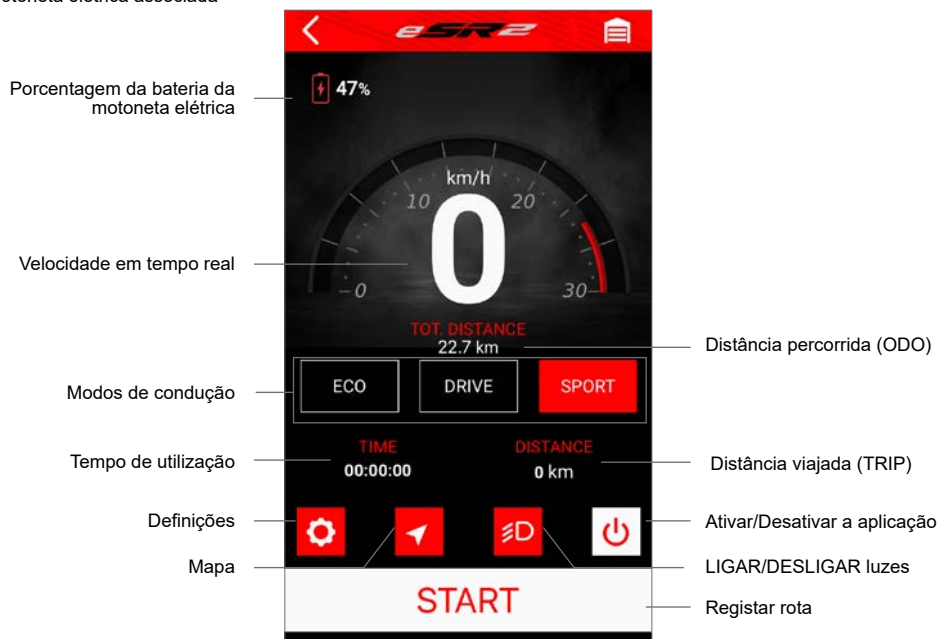 motoneta elétrica associada
eSR2
Porcentagem da bateria da
motoneta elétrica
47%
km/h
10
20
0
Velocidade em tempo real
0
30
TOT. DISTANCE
22.7 km
Distância percorrida (ODO)
Modos de condução
ECO
DRIVE
SPORT
TIME
DISTANCE
Tempo de utilização
00:00:00
0 km
Distância viajada (TRIP)
Definições
Ativar/Desativar a aplicação
Mapa
LIGAR/DESLIGAR luzes
START
Registar rota